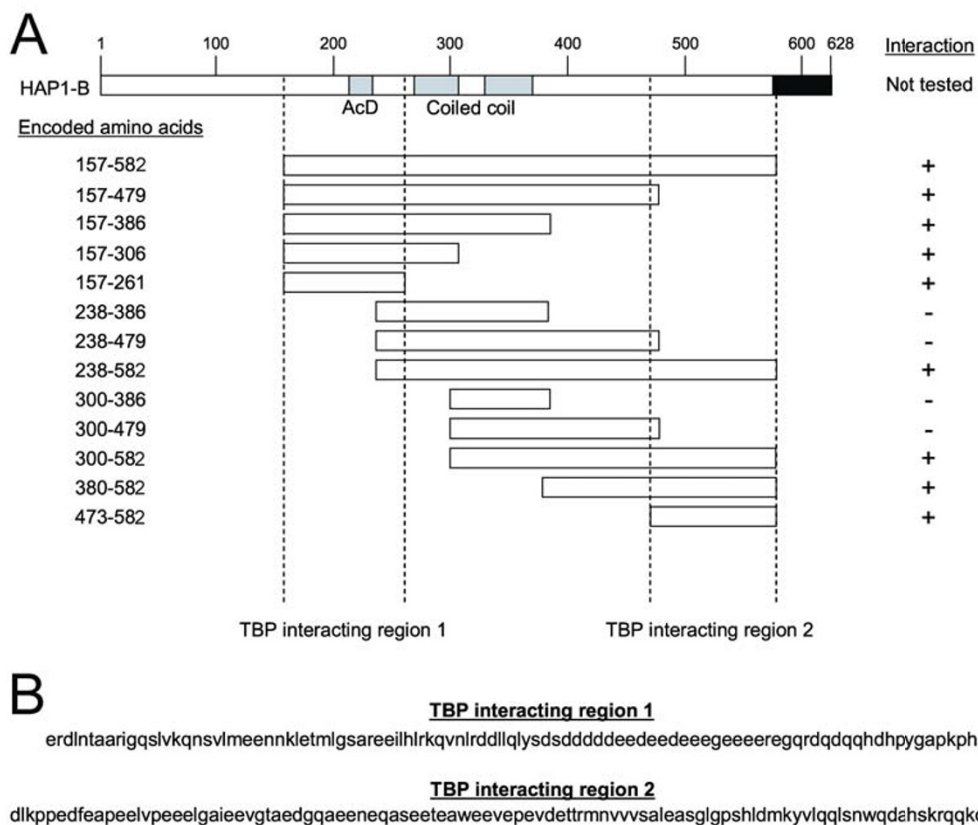 A
1 100 200 300 400 500 600 628 Interaction
HAP1-B Not tested
AcD Coiled coil
Encoded amino acids
157-582 +
157-479 +
157-386 +
157-306 +
157-261 +
238-386 -
238-479 -
238-582 +
300-386 -
300-479 -
300-582 +
380-582 +
473-582 +
TBP interacting region 1 TBP interacting region 2
B
TBP interacting region 1
erdlntaarigqslvkqnsvlmeennkletmlgsareeilhlrkqvnlrddllqlysdsdddddeedeedeeegeeeeregqrdqdqqhdhpygapkph
TBP interacting region 2
dlkppedfeapeelvpeeelgaieevgtaedgqaeeneqaseeteaweevepevdettrmnvvvsaleasglgpshldmkyvlqqlsnwqdahskrqqk